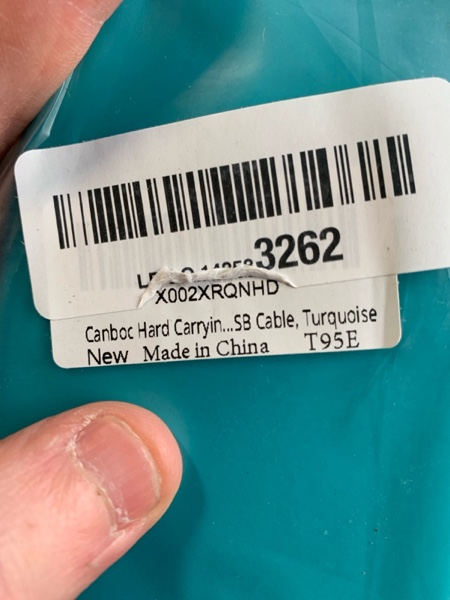 3262
X002XRQNHD
Canboc Hard Carryin...SB Cable, Turquoise
New Made in China T95E